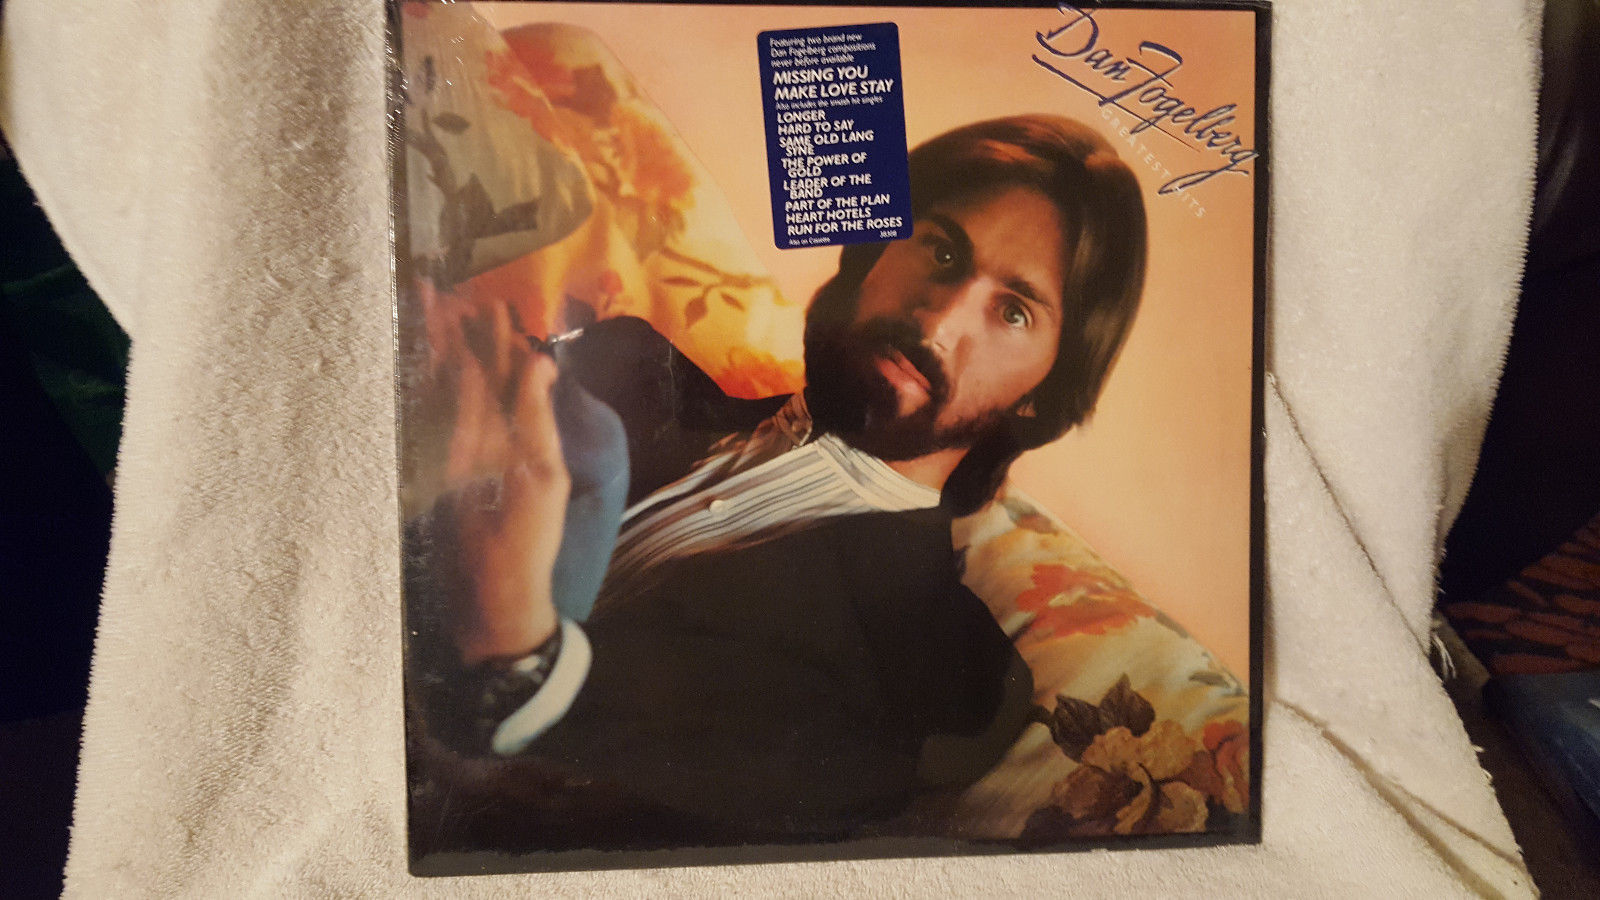 Dan Fogelberg
GREATEST HITS
Featuring two brand new
Dan Fogelberg compositions
never before available
MISSING YOU
MAKE LOVE STAY
Also includes the smash hit singles
LONGER
HARD TO SAY
SAME OLD LANG
SYNE
THE POWER OF
GOLD
LEADER OF THE
BAND
PART OF THE PLAN
HEART HOTELS
RUN FOR THE ROSES
Also on Cassette